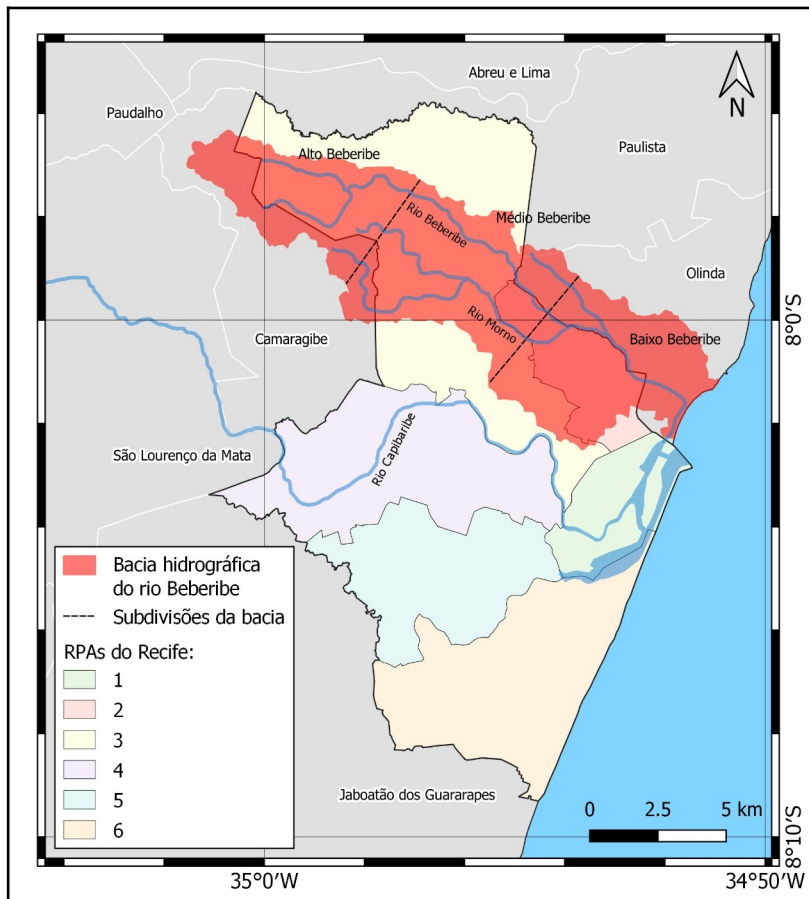 Abreu e Lima
Paudalho
N
Paulista
Alto Beberibe
Rio Beberibe
Médio Beberibe
Olinda
8°0'S
Rio Morno
Camaragibe
Baixo Beberibe
Rio Capibaribe
São Lourenço da Mata
Bacia hidrográfica
do rio Beberibe
Subdivisões da bacia
RPAs do Recife:
1
2
3
4
5
6
Jaboatão dos Guararapes
0 2.5 5 km
8°10'S
35°0'W 34°50'W